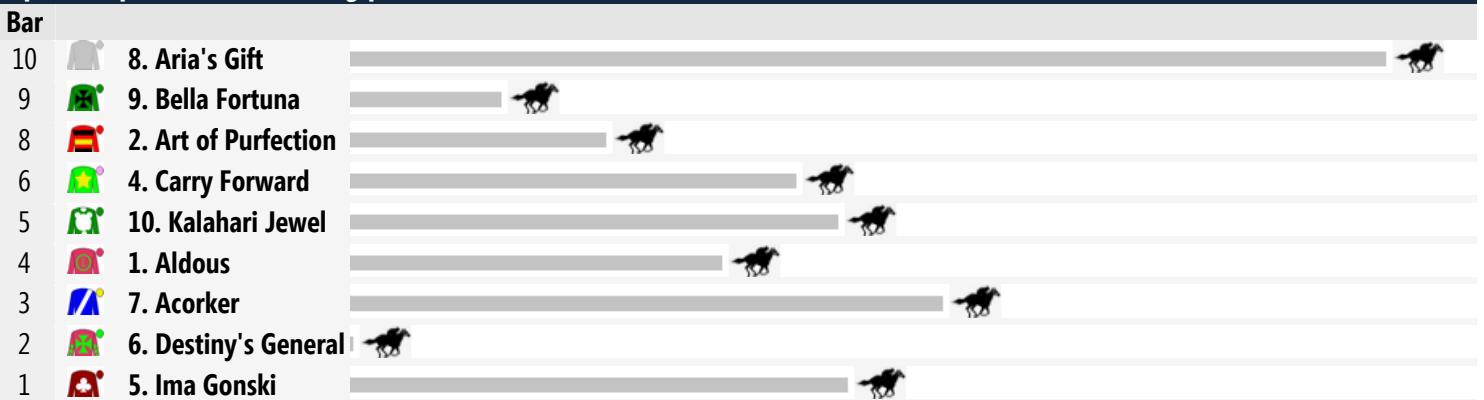 Bar
10 8. Aria's Gift
9 9. Bella Fortuna
8 2. Art of Purfection
6 4. Carry Forward
5 10. Kalahari Jewel
4 1. Aldous
3 7. Acorker
2 6. Destiny's General
1 5. Ima Gonski